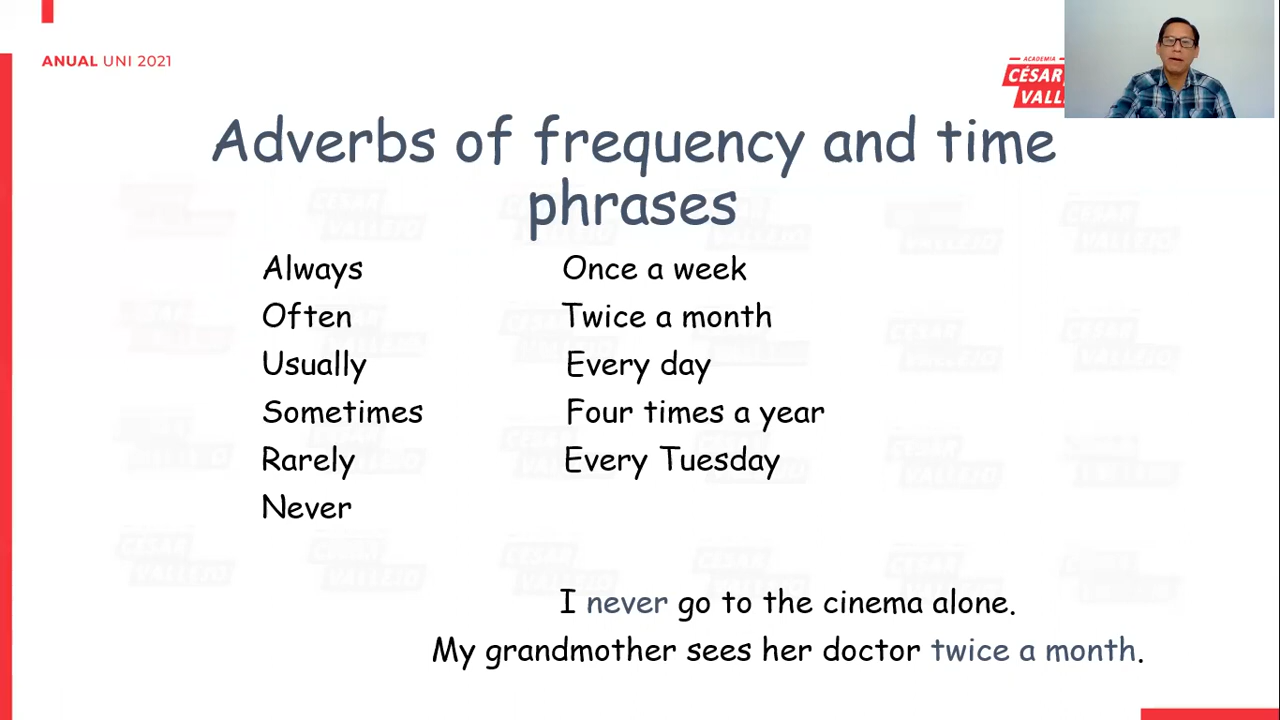 ANUAL UNI 2021
ACADEMIA
CÉSAR
Adverbs of frequency and time
phrases
Always
Often
Usually
Sometimes
Rarely
Never
Once a week
Twice a month
Every day
Four times a year
Every Tuesday
I never go to the cinema alone.
My grandmother sees her doctor twice a month.